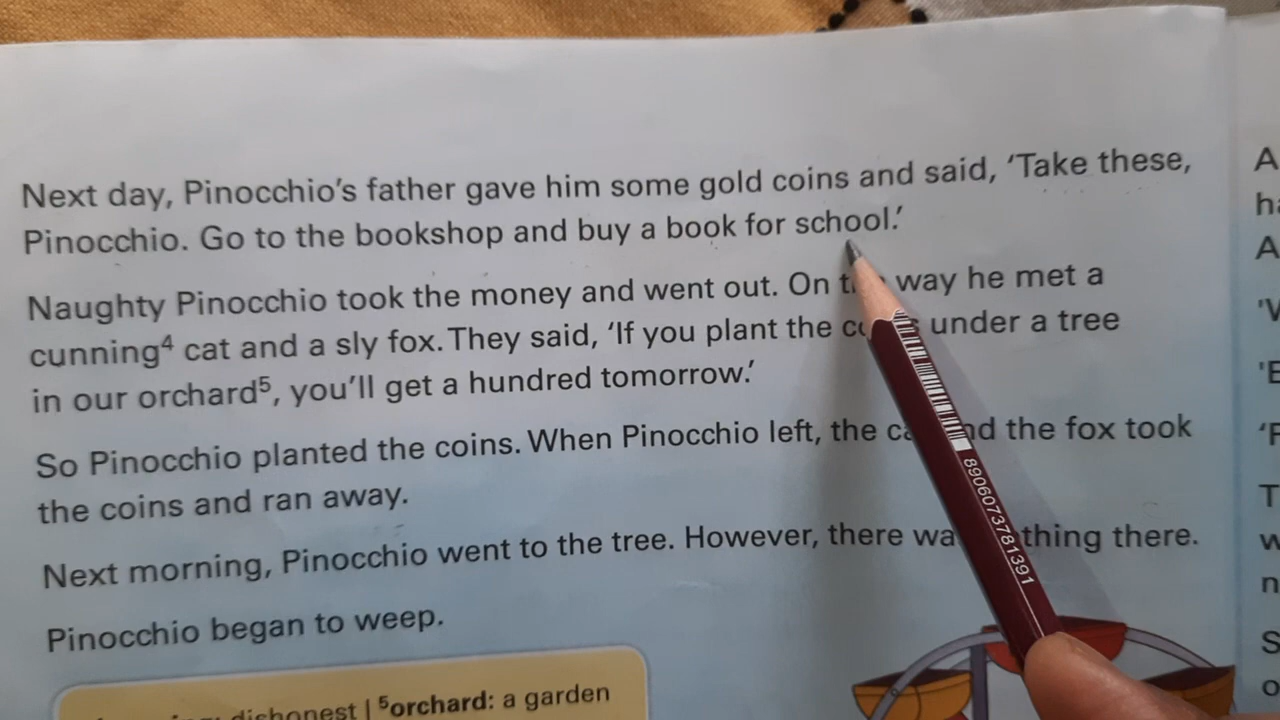 Next day, Pinocchio's father gave him some gold coins and said, 'Take these,
Pinocchio. Go to the bookshop and buy a book for school.'
Naughty Pinocchio took the money and went out. On way he met a
cunning⁴ cat and a sly fox. They said, 'If you plant the under a tree
in our orchard⁵, you'll get a hundred tomorrow.'
So Pinocchio planted the coins. When Pinocchio left, the the fox took
the coins and ran away.
Next morning, Pinocchio went to the tree. However, there there.
Pinocchio began to weep.
dishonest | ⁵orchard: a garden
8906073781391